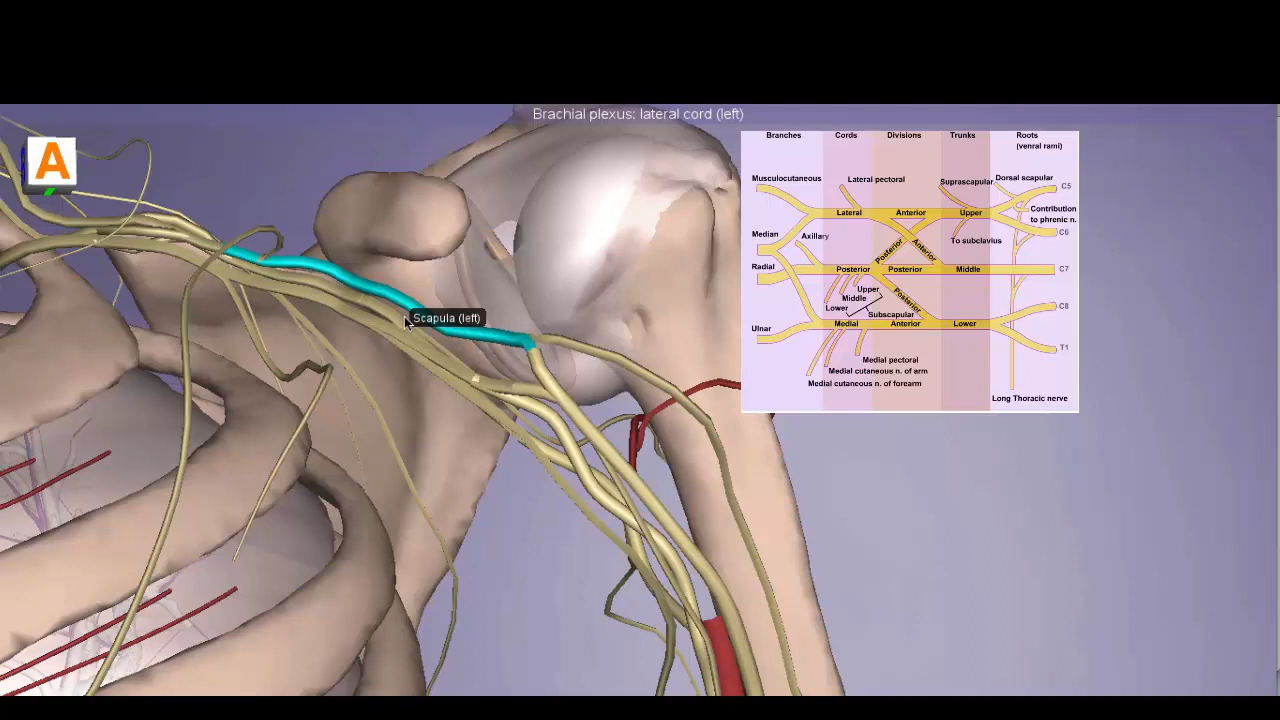 Brachial plexus: lateral cord (left)
A
Scapula (left)
Branches Cords Divisions Trunks Roots
(venral rami)
Musculocutaneous
Lateral pectoral
Suprascapular
Dorsal scapular
C5
Lateral
Anterior
Upper
Contribution
to phrenic n.
Median
Axillary
To subclavius
C6
Posterior
Anterior
Radial
Posterior
Posterior
Middle
C7
Upper
Middle
Lower
Posterior
Subscapular
C8
Ulnar
Medial
Anterior
Lower
T1
Medial pectoral
Medial cutaneous n. of arm
Medial cutaneous n. of forearm
Long Thoracic nerve